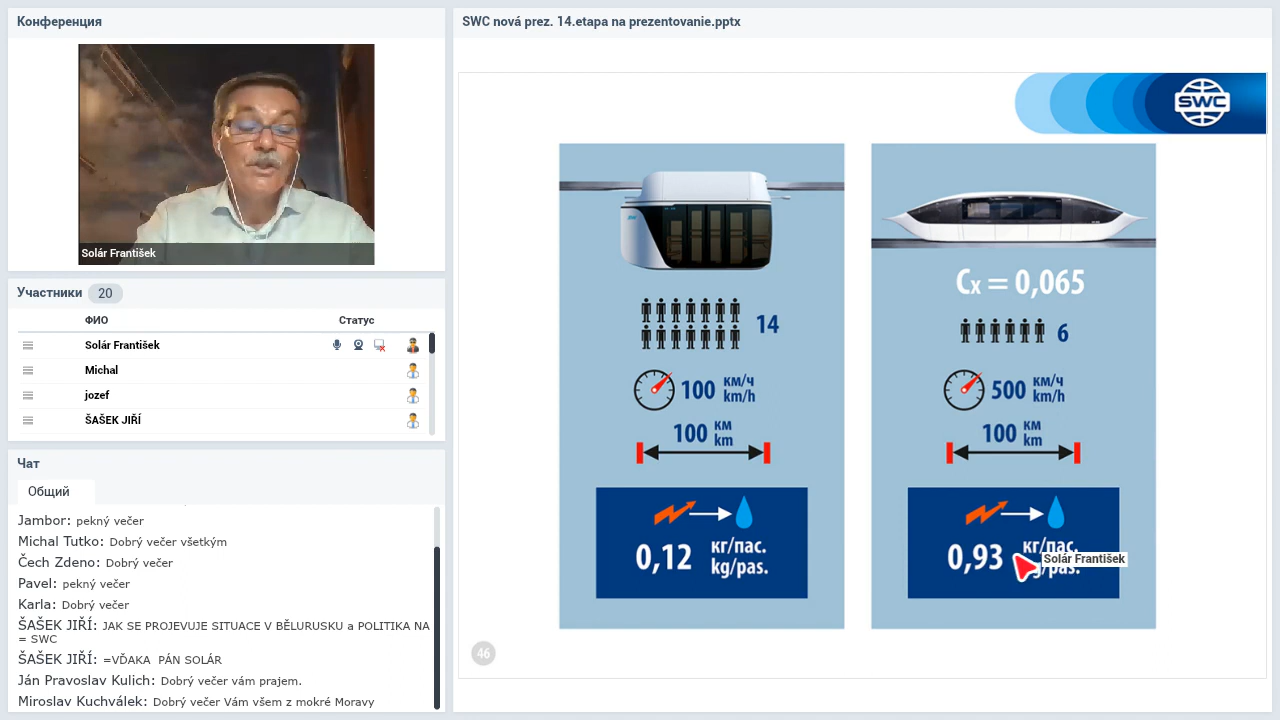 Конференция
Solár František
Участники 20
ФИО
Статус
Solár František
Michal
jozef
ŠAŠEK JIŘÍ
Чат
Общий
Jambor: pekný večer
Michal Tutko: Dobrý večer všetkým
Čech Zdeno: Dobrý večer
Pavel: pekný večer
Karla: Dobrý večer
ŠAŠEK JIŘÍ: JAK SE PROJEVUJE SITUACE V BĚLURUSKU a POLITIKA NA
= SWC
ŠAŠEK JIŘÍ: =VĎAKA PÁN SOLÁR
Ján Pravoslav Kulich: Dobrý večer vám prajem.
Miroslav Kuchválek: Dobrý večer Vám všem z mokré Moravy
SWC nová prez. 14.etapa na prezentovanie.pptx
SWC
14
100 км/ч
km/h
100 км
km
0,12 кг/пас.
kg/pas.
Cx = 0,065
6
500 км/ч
km/h
100 км
km
0,93 кг/пас.
kg/pas.
Solár František
46